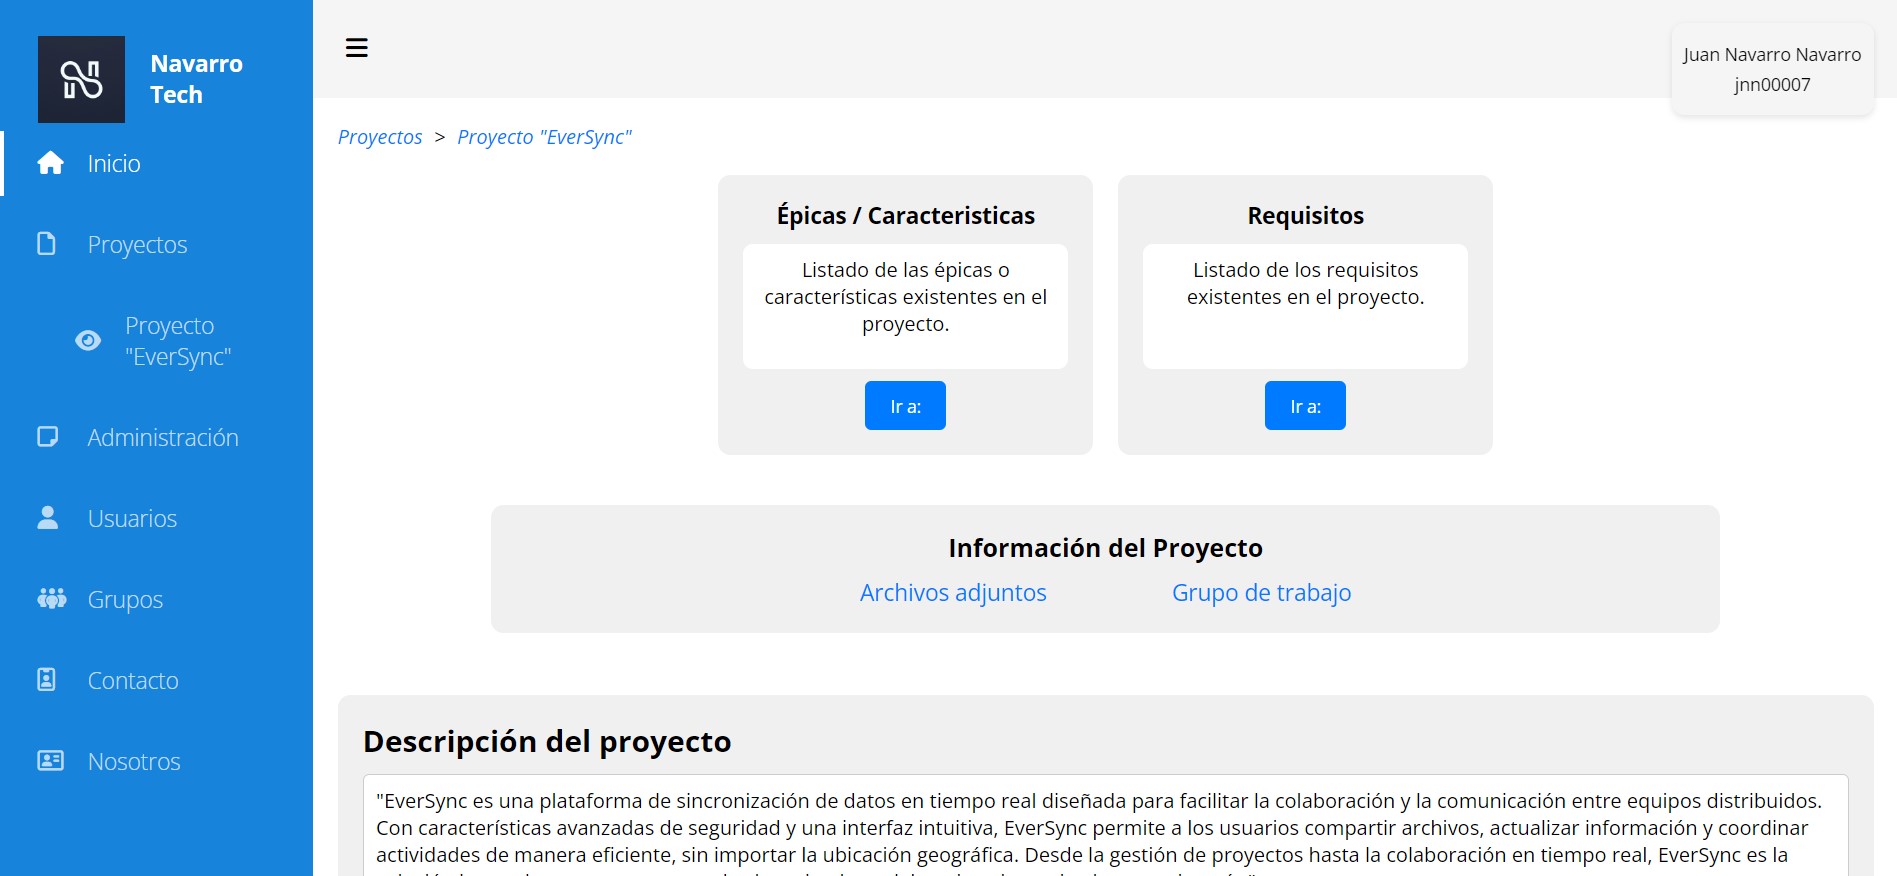 Navarro
Tech
Inicio
Proyectos
Proyecto
"EverSync"
Administración
Usuarios
Grupos
Contacto
Nosotros
Juan Navarro Navarro
jnn00007
Proyectos > Proyecto "EverSync"
Épicas / Caracteristicas
Listado de las épicas o
características existentes en el
proyecto.
Ir a:
Requisitos
Listado de los requisitos
existentes en el proyecto.
Ir a:
Información del Proyecto
Archivos adjuntos
Grupo de trabajo
Descripción del proyecto
"EverSync es una plataforma de sincronización de datos en tiempo real diseñada para facilitar la colaboración y la comunicación entre equipos distribuidos.
Con características avanzadas de seguridad y una interfaz intuitiva, EverSync permite a los usuarios compartir archivos, actualizar información y coordinar
actividades de manera eficiente, sin importar la ubicación geográfica. Desde la gestión de proyectos hasta la colaboración en tiempo real, EverSync es la